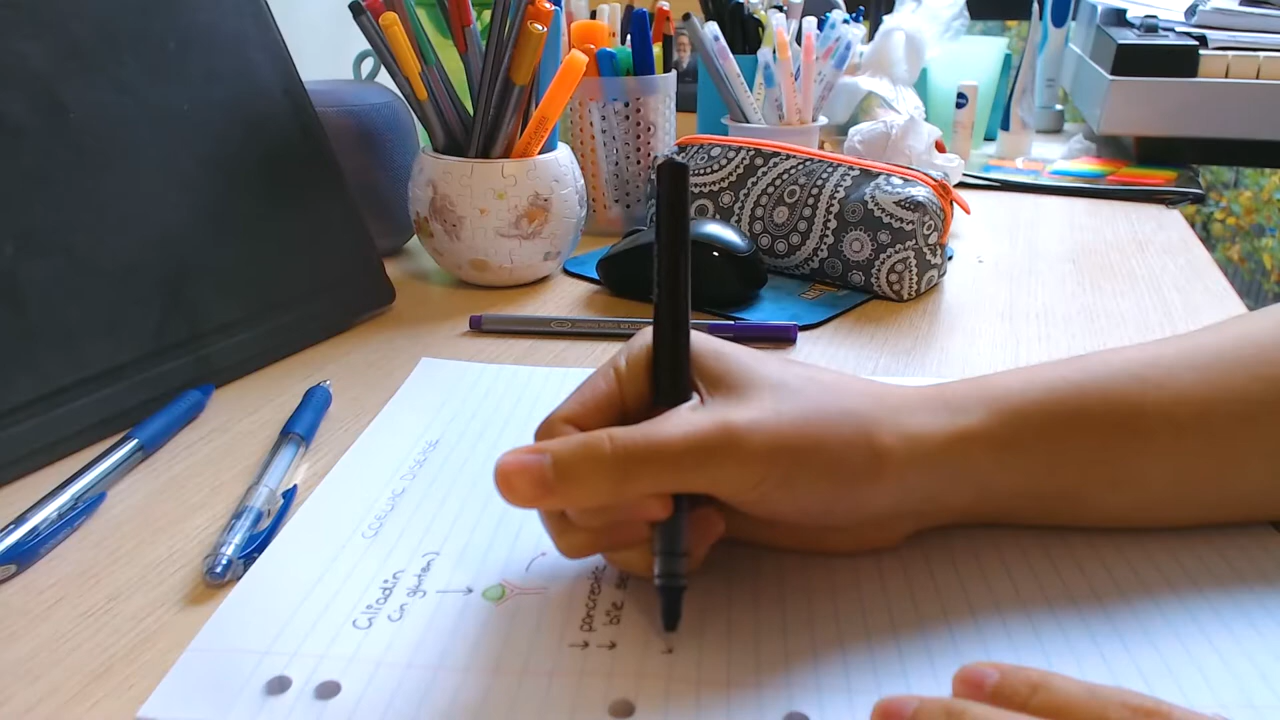 COELIAC DISEASE
Gliadin
(in gluten)
↓ pancreatic
↓ bile